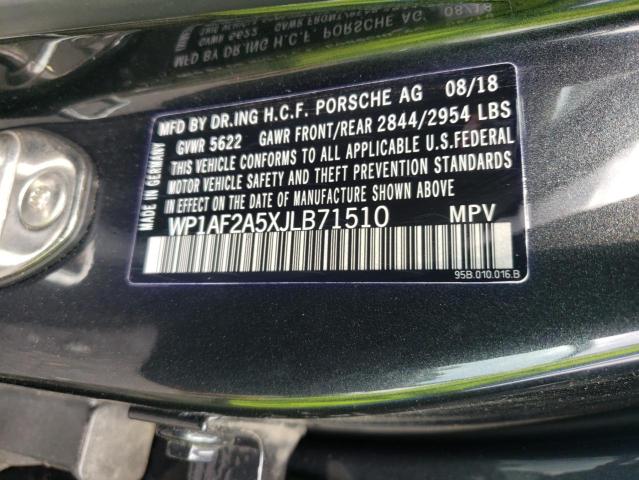 MFD BY DR.ING H.C.F. PORSCHE AG 08/18
GVWR 5622 GAWR FRONT/REAR 2844/2954 LBS
THIS VEHICLE CONFORMS TO ALL APPLICABLE U.S.FEDERAL
MOTOR VEHICLE SAFETY AND THEFT PREVENTION STANDARDS
IN EFFECT ON THE DATE OF MANUFACTURE SHOWN ABOVE
WP1AF2A5XJLB71510 MPV
95B.010.016.B
MADE IN GERMANY